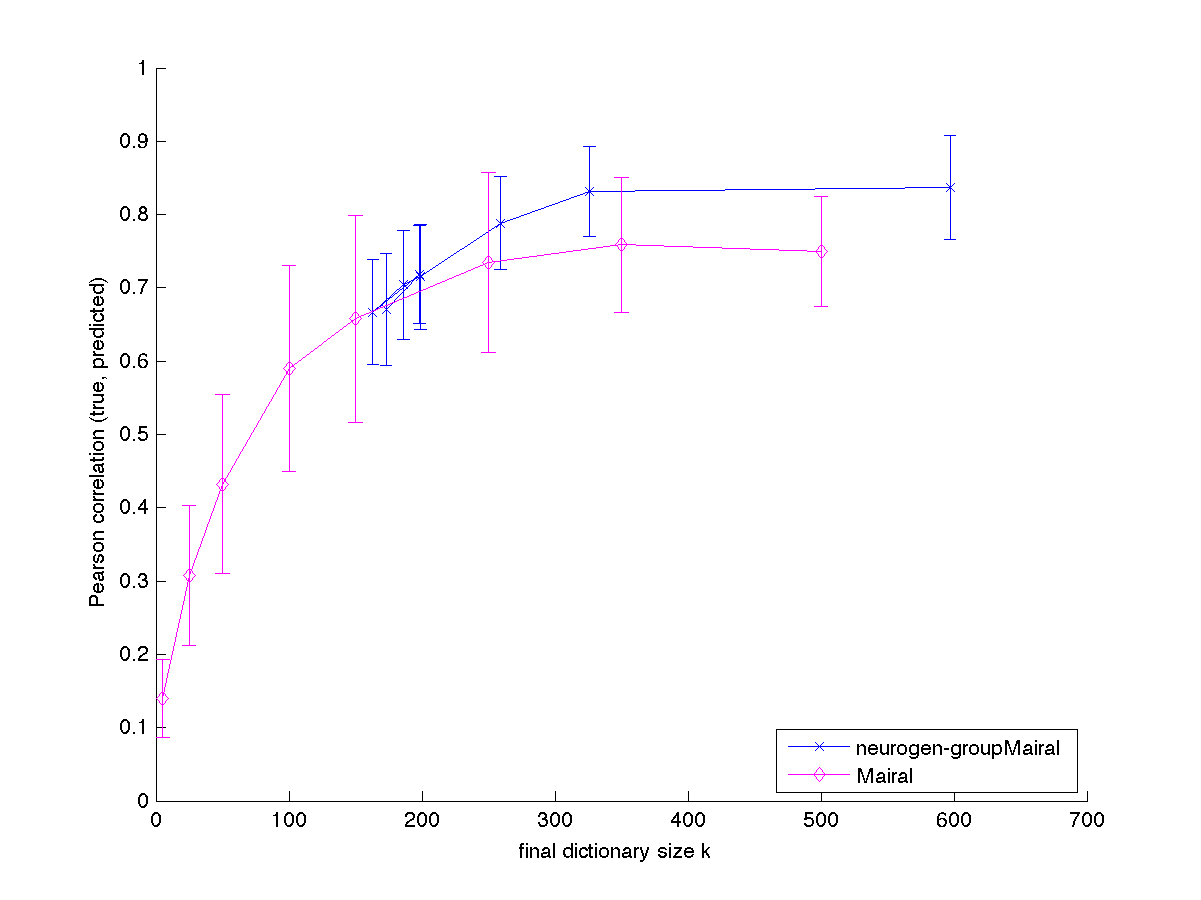 1
0.9
0.8
0.7
0.6
0.5
0.4
0.3
0.2
0.1
0
Pearson correlation (true, predicted)
neurogen-groupMairal
Mairal
0 100 200 300 400 500 600 700
final dictionary size k